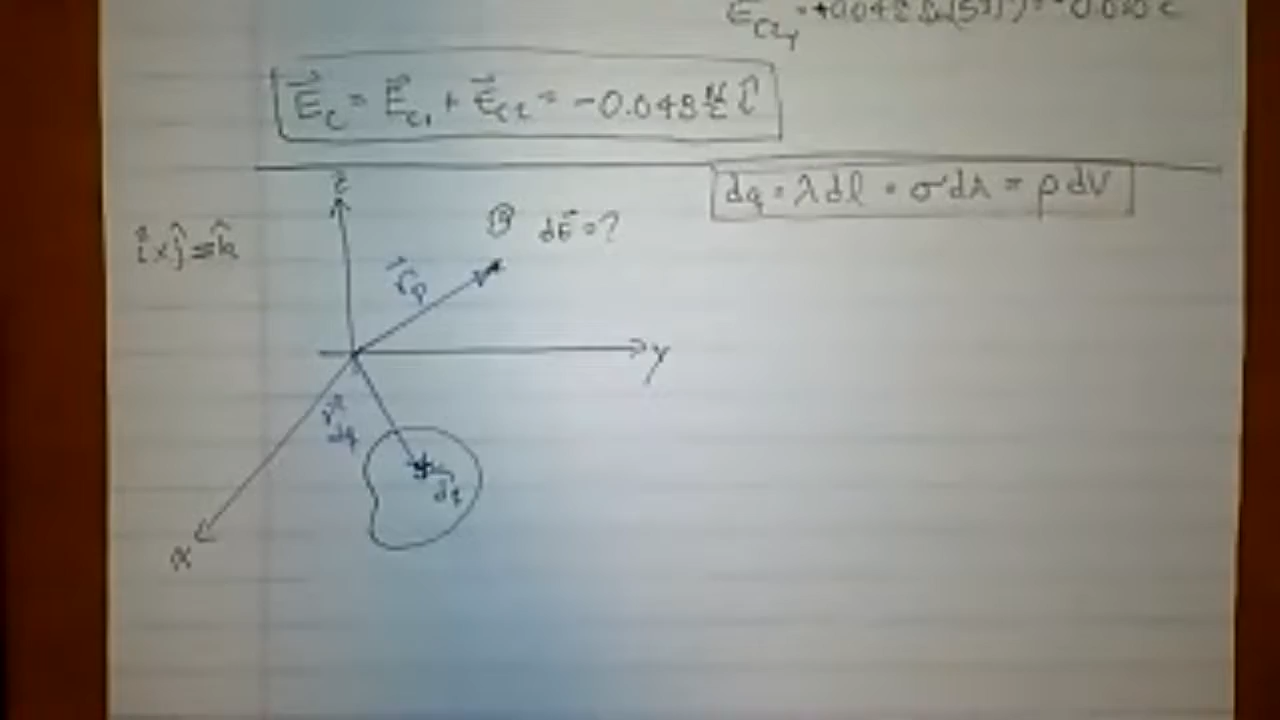 E⃗c = E⃗c₁ + E⃗c₂ = -0.048 N/C î
dq = λdl = σdA = ρdV
z
î × ĵ = k̂
P dE⃗ = ?
r⃗p
y
r⃗dq
dq
x